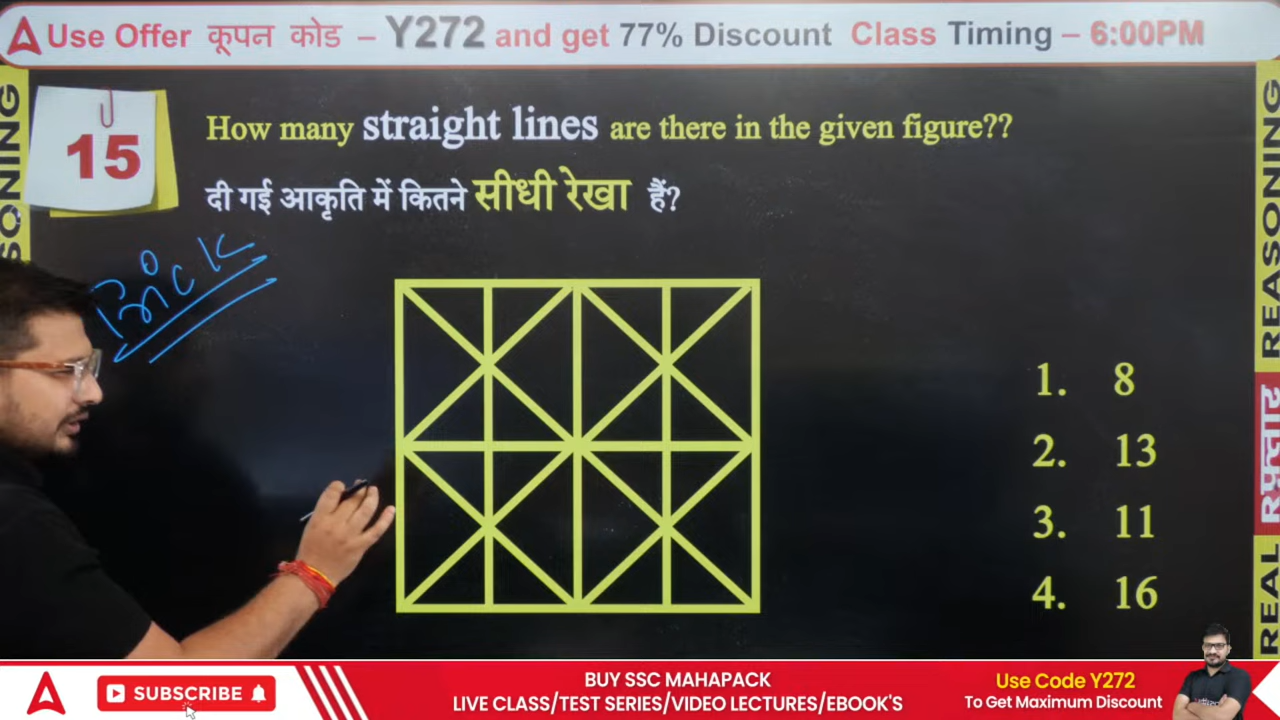 Use Offer कूपन कोड – Y272 and get 77% Discount Class Timing – 6:00PM
REASONING
15
How many straight lines are there in the given figure??
दी गई आकृति में कितने सीधी रेखा हैं?
Trick
1. 8
2. 13
3. 11
4. 16
REASONING
रफ़्तार
REAL
SUBSCRIBE
BUY SSC MAHAPACK
LIVE CLASS/TEST SERIES/VIDEO LECTURES/EBOOK'S
Use Code Y272
To Get Maximum Discount